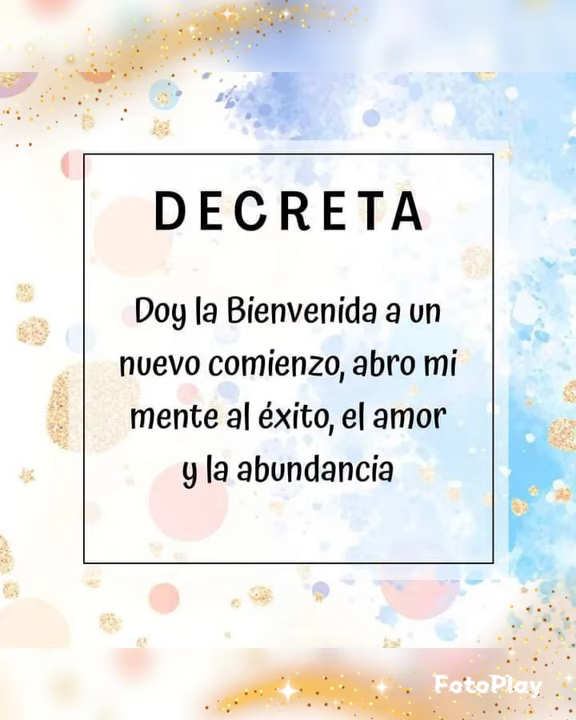 DECRETA
Doy la Bienvenida a un
nuevo comienzo, abro mi
mente al éxito, el amor
y la abundancia
FotoPlay